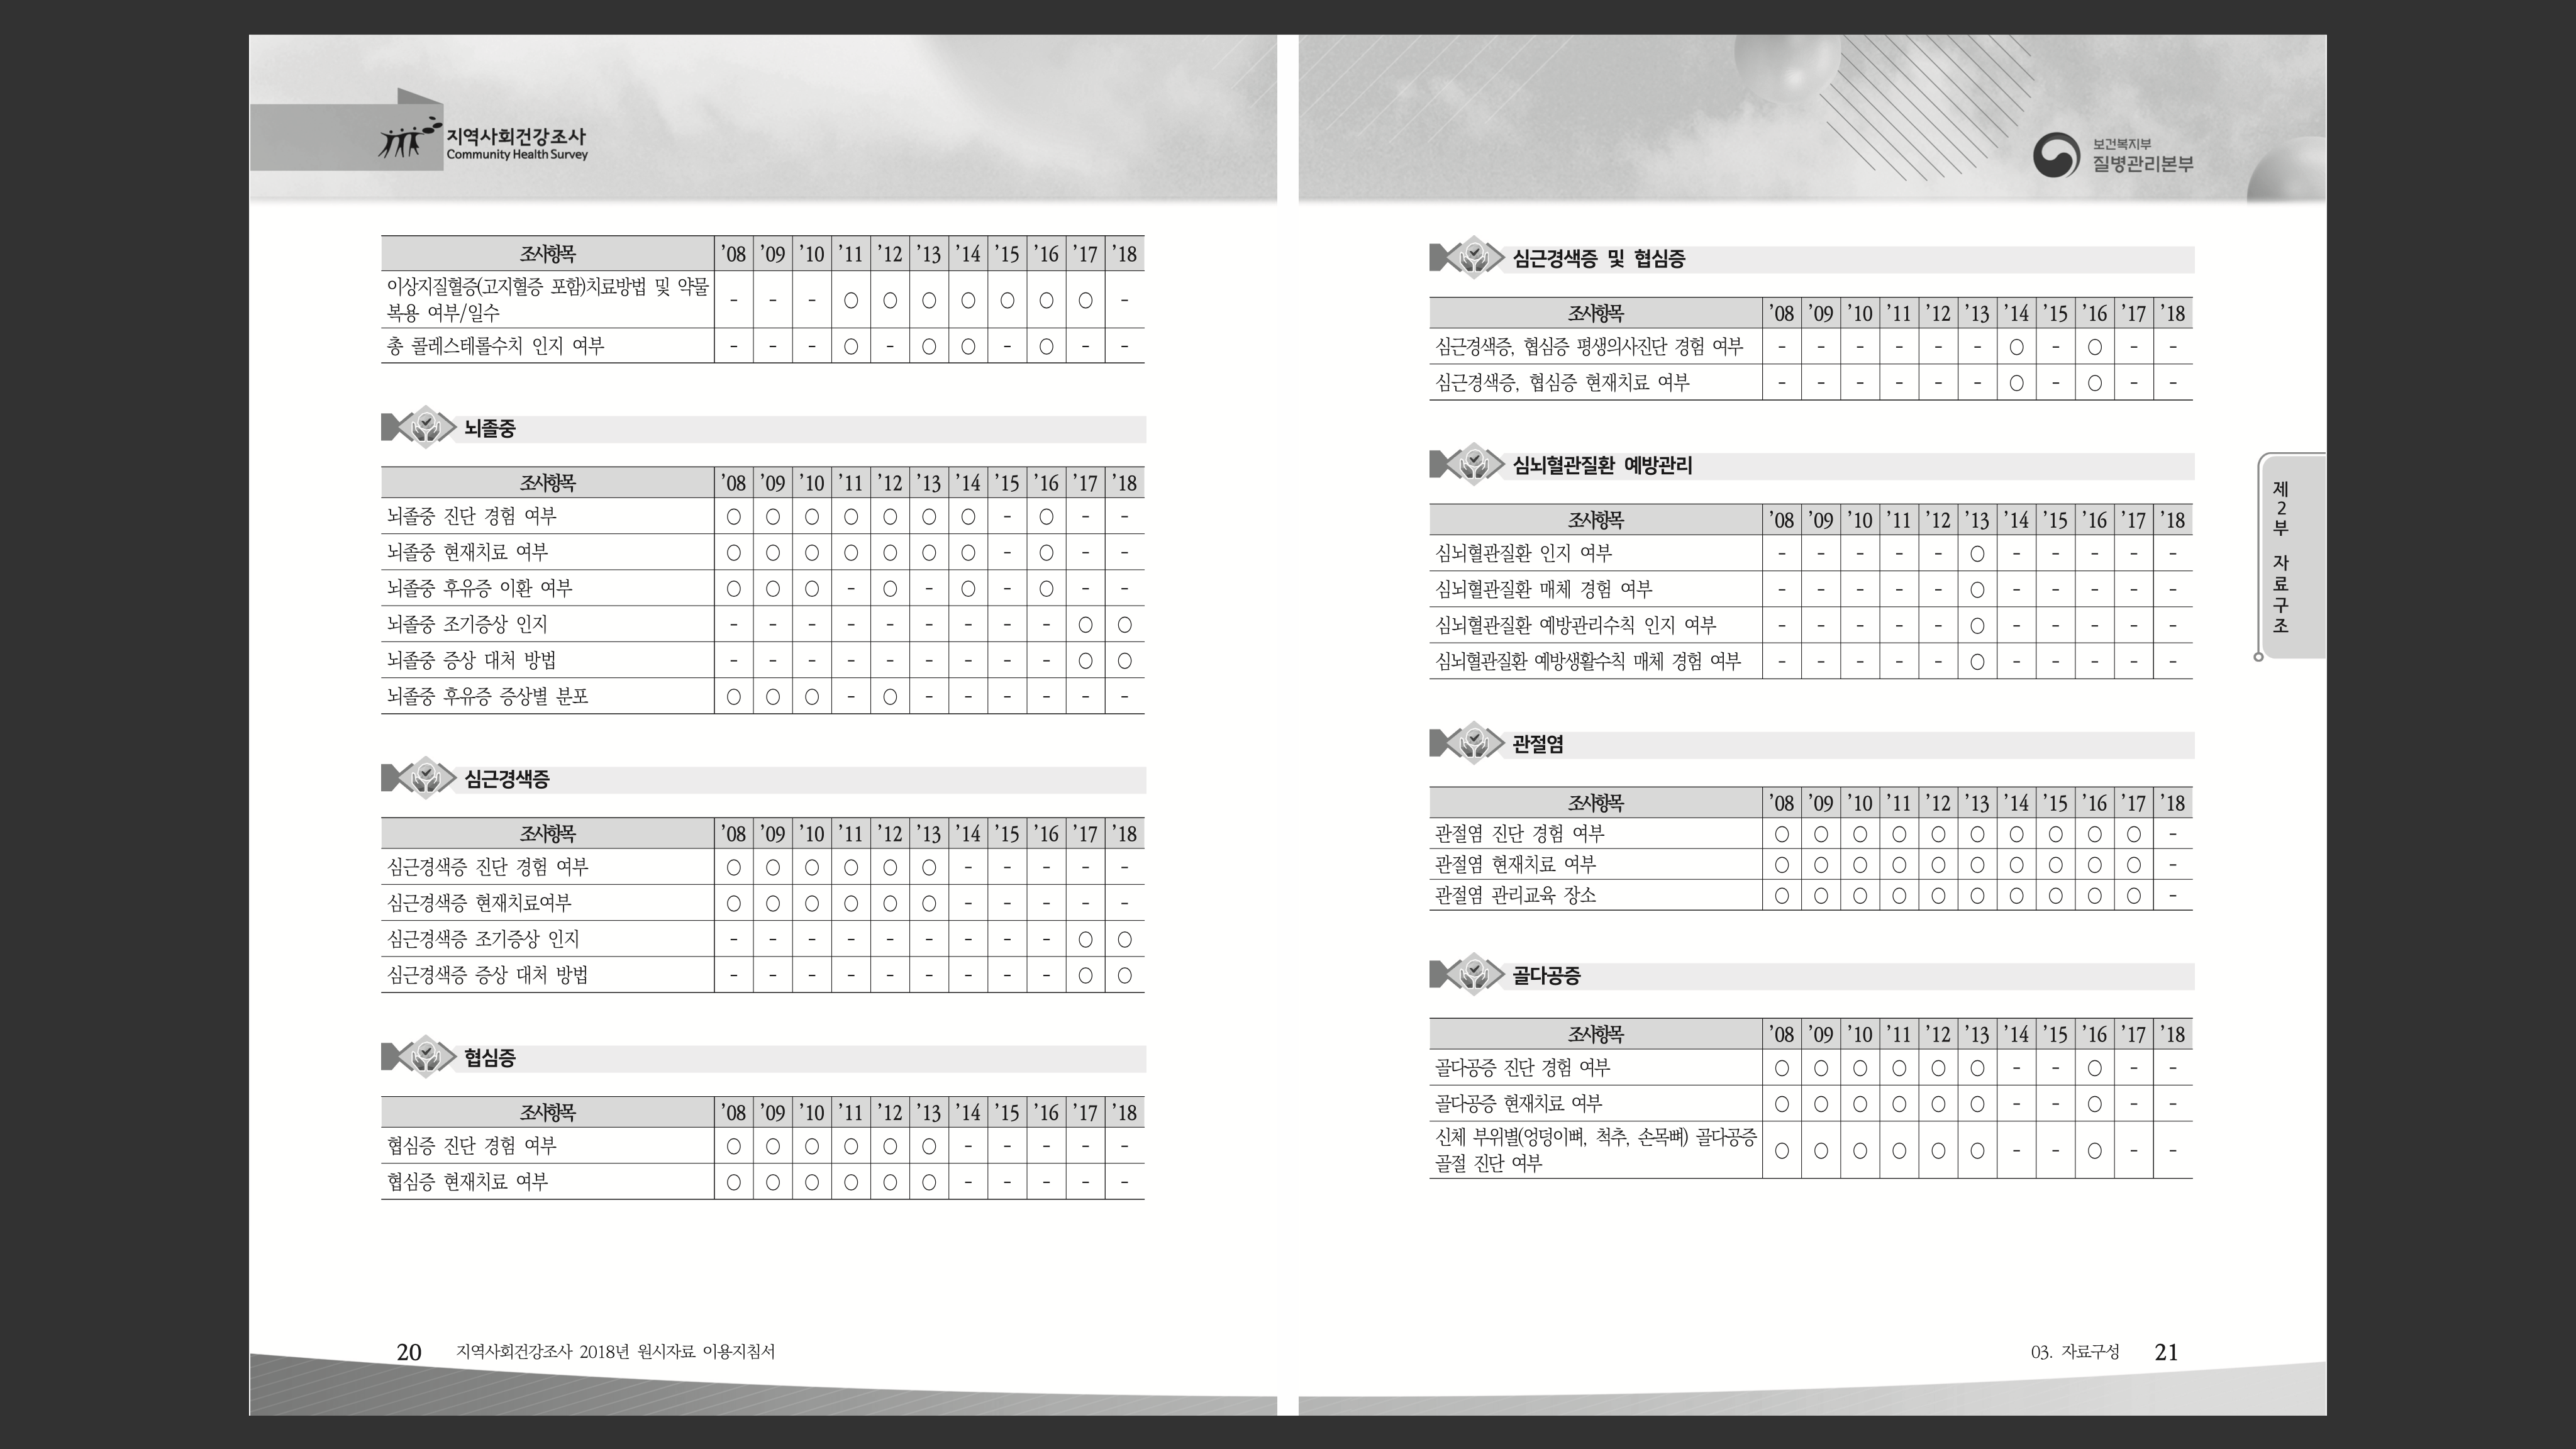 지역사회건강조사
Community Health Survey
조사항목 ’08 ’09 ’10 ’11 ’12 ’13 ’14 ’15 ’16 ’17 ’18
이상지질혈증(고지혈증 포함)치료방법 및 약물
복용 여부/일수 - - - ○ ○ ○ ○ ○ ○ ○ -
총 콜레스테롤수치 인지 여부 - - - ○ - ○ ○ - ○ - -
뇌졸중
조사항목 ’08 ’09 ’10 ’11 ’12 ’13 ’14 ’15 ’16 ’17 ’18
뇌졸중 진단 경험 여부 ○ ○ ○ ○ ○ ○ ○ - ○ - -
뇌졸중 현재치료 여부 ○ ○ ○ ○ ○ ○ ○ - ○ - -
뇌졸중 후유증 이환 여부 ○ ○ ○ - ○ - ○ - ○ - -
뇌졸중 조기증상 인지 - - - - - - - - - ○ ○
뇌졸중 증상 대처 방법 - - - - - - - - - ○ ○
뇌졸중 후유증 증상별 분포 ○ ○ ○ - ○ - - - - - -
심근경색증
조사항목 ’08 ’09 ’10 ’11 ’12 ’13 ’14 ’15 ’16 ’17 ’18
심근경색증 진단 경험 여부 ○ ○ ○ ○ ○ ○ - - - - -
심근경색증 현재치료여부 ○ ○ ○ ○ ○ ○ - - - - -
심근경색증 조기증상 인지 - - - - - - - - - ○ ○
심근경색증 증상 대처 방법 - - - - - - - - - ○ ○
협심증
조사항목 ’08 ’09 ’10 ’11 ’12 ’13 ’14 ’15 ’16 ’17 ’18
협심증 진단 경험 여부 ○ ○ ○ ○ ○ ○ - - - - -
협심증 현재치료 여부 ○ ○ ○ ○ ○ ○ - - - - -
20 지역사회건강조사 2018년 원시자료 이용지침서
보건복지부
질병관리본부
심근경색증 및 협심증
조사항목 ’08 ’09 ’10 ’11 ’12 ’13 ’14 ’15 ’16 ’17 ’18
심근경색증, 협심증 평생의사진단 경험 여부 - - - - - - ○ - ○ - -
심근경색증, 협심증 현재치료 여부 - - - - - - ○ - ○ - -
심뇌혈관질환 예방관리
조사항목 ’08 ’09 ’10 ’11 ’12 ’13 ’14 ’15 ’16 ’17 ’18
심뇌혈관질환 인지 여부 - - - - - ○ - - - - -
심뇌혈관질환 매체 경험 여부 - - - - - ○ - - - - -
심뇌혈관질환 예방관리수칙 인지 여부 - - - - - ○ - - - - -
심뇌혈관질환 예방생활수칙 매체 경험 여부 - - - - - ○ - - - - -
관절염
조사항목 ’08 ’09 ’10 ’11 ’12 ’13 ’14 ’15 ’16 ’17 ’18
관절염 진단 경험 여부 ○ ○ ○ ○ ○ ○ ○ ○ ○ ○ -
관절염 현재치료 여부 ○ ○ ○ ○ ○ ○ ○ ○ ○ ○ -
관절염 관리교육 장소 ○ ○ ○ ○ ○ ○ ○ ○ ○ ○ -
골다공증
조사항목 ’08 ’09 ’10 ’11 ’12 ’13 ’14 ’15 ’16 ’17 ’18
골다공증 진단 경험 여부 ○ ○ ○ ○ ○ ○ - - ○ - -
골다공증 현재치료 여부 ○ ○ ○ ○ ○ ○ - - ○ - -
신체 부위별(엉덩이뼈, 척추, 손목뼈) 골다공증
골절 진단 여부 ○ ○ ○ ○ ○ ○ - - ○ - -
제2부 자료구조
03. 자료구성 21